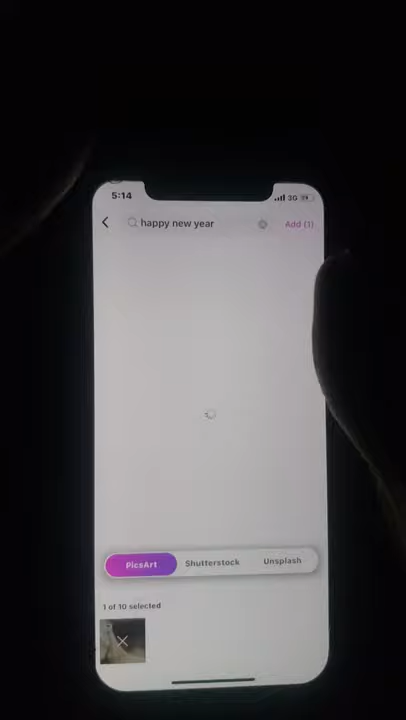 5:14
3G
happy new year
Add (1)
PicsArt
Shutterstock
Unsplash
1 of 10 selected